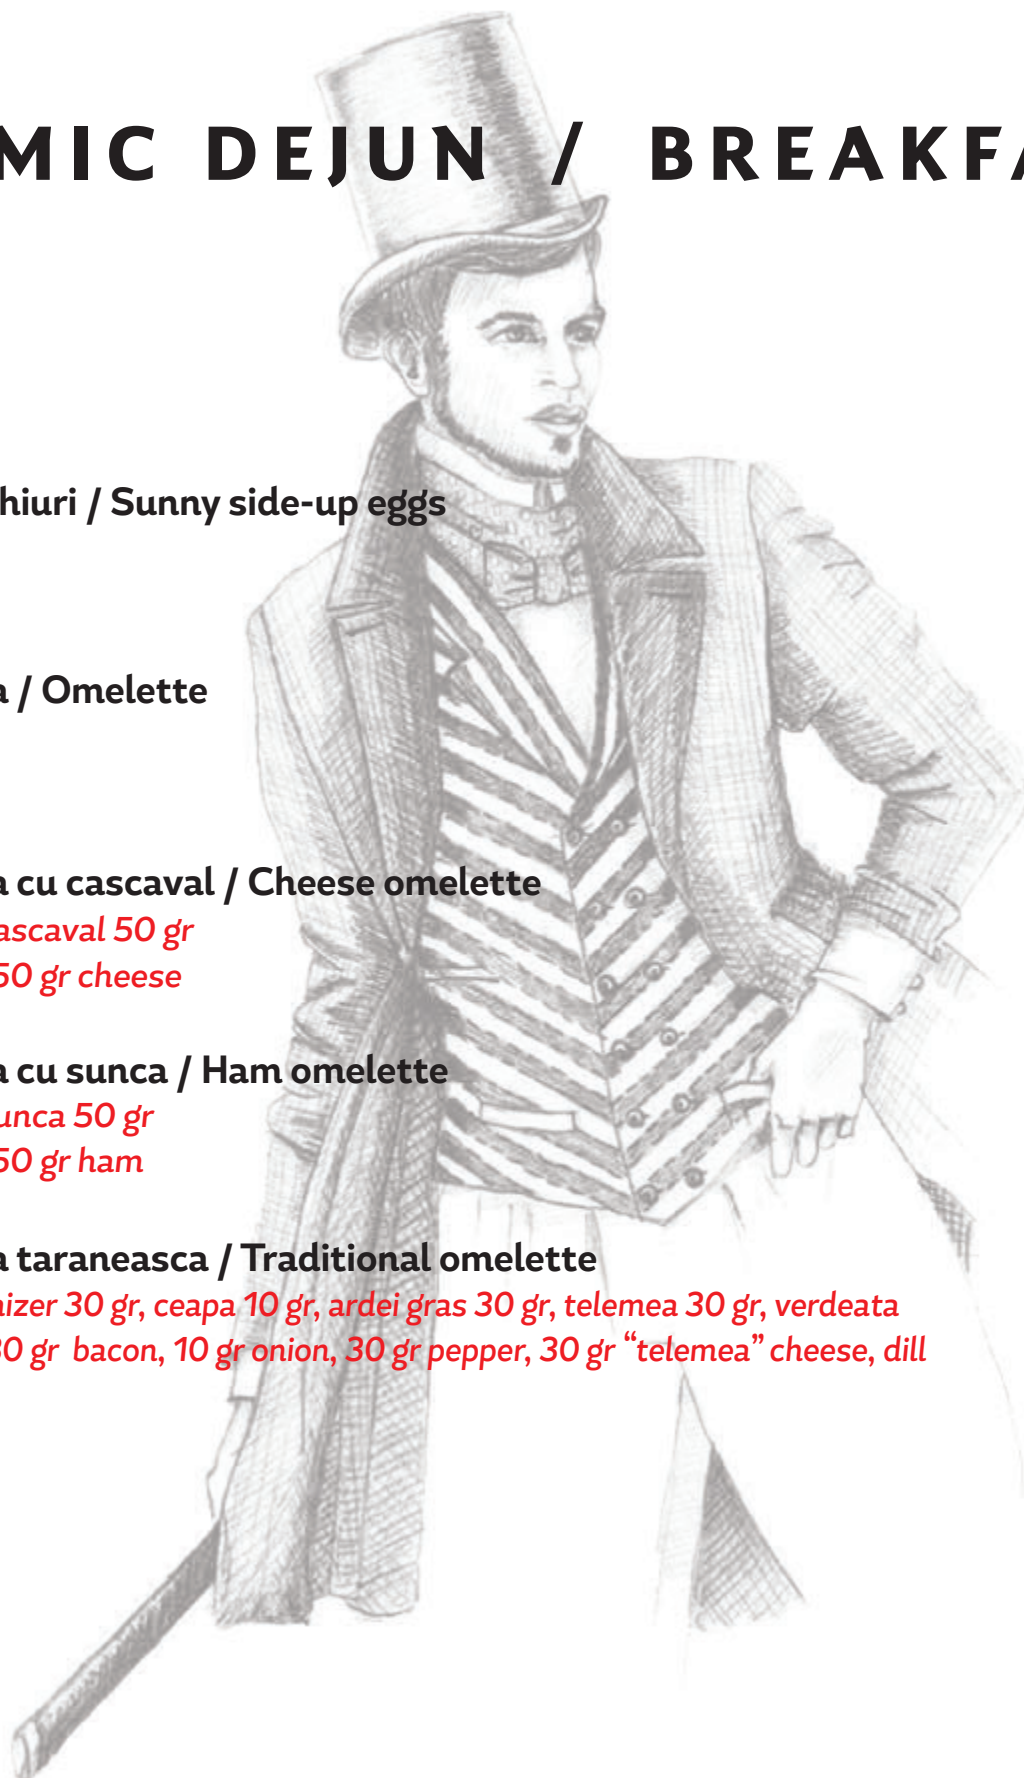 MIC DEJUN / BREAKFA
hiuri / Sunny side-up eggs
a / Omelette
a cu cascaval / Cheese omelette
ascaval 50 gr
50 gr cheese
a cu sunca / Ham omelette
unca 50 gr
50 gr ham
a taraneasca / Traditional omelette
aizer 30 gr, ceapa 10 gr, ardei gras 30 gr, telemea 30 gr, verdeata
30 gr bacon, 10 gr onion, 30 gr pepper, 30 gr “telemea” cheese, dill